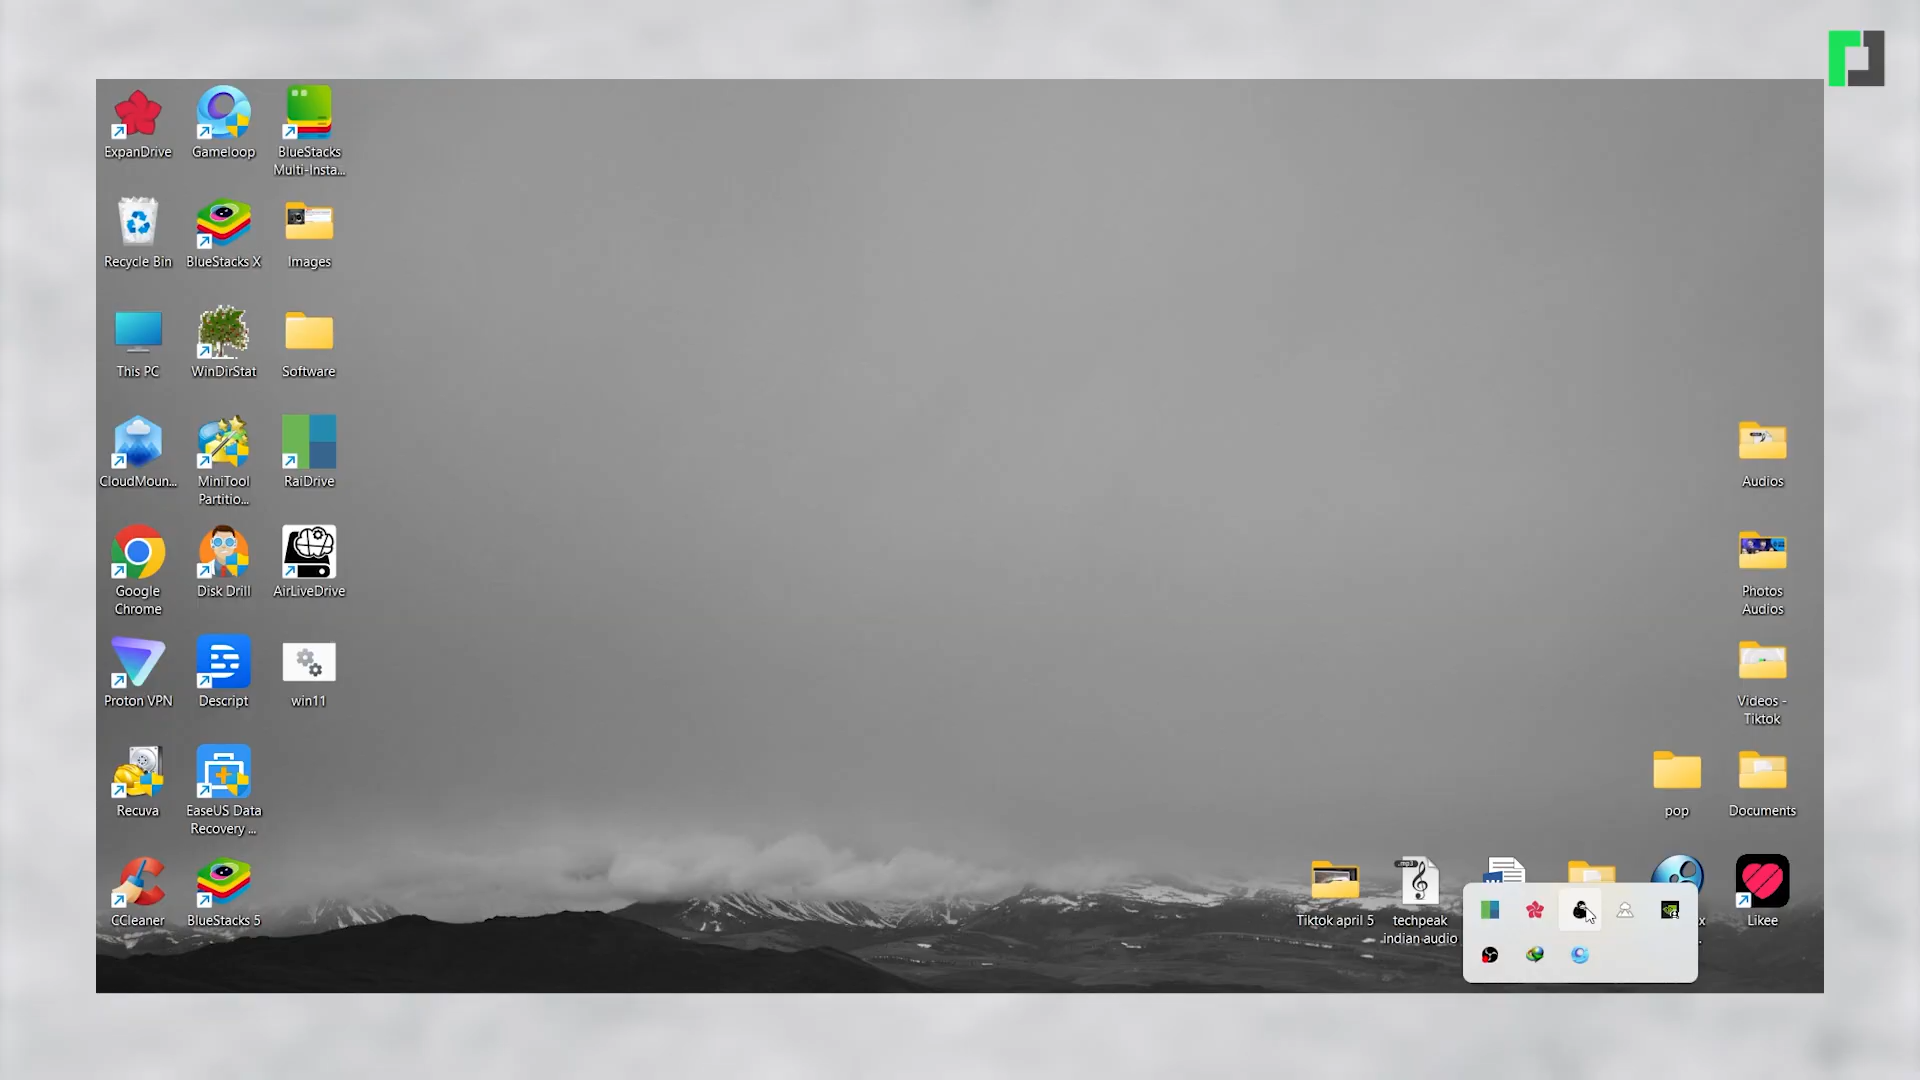 ExpanDrive
Gameloop
BlueStacks
Multi-Insta...
Recycle Bin
BlueStacks X
Images
This PC
WinDirStat
Software
CloudMoun...
MiniTool
Partitio...
RaiDrive
Audios
Google
Chrome
Disk Drill
AirLiveDrive
Photos
Audios
Proton VPN
Descript
win11
Videos -
Tiktok
Recuva
EaseUS Data
Recovery ...
pop
Documents
CCleaner
BlueStacks 5
Tiktok april 5
.mp3
techpeak
indian audio
x
Likee